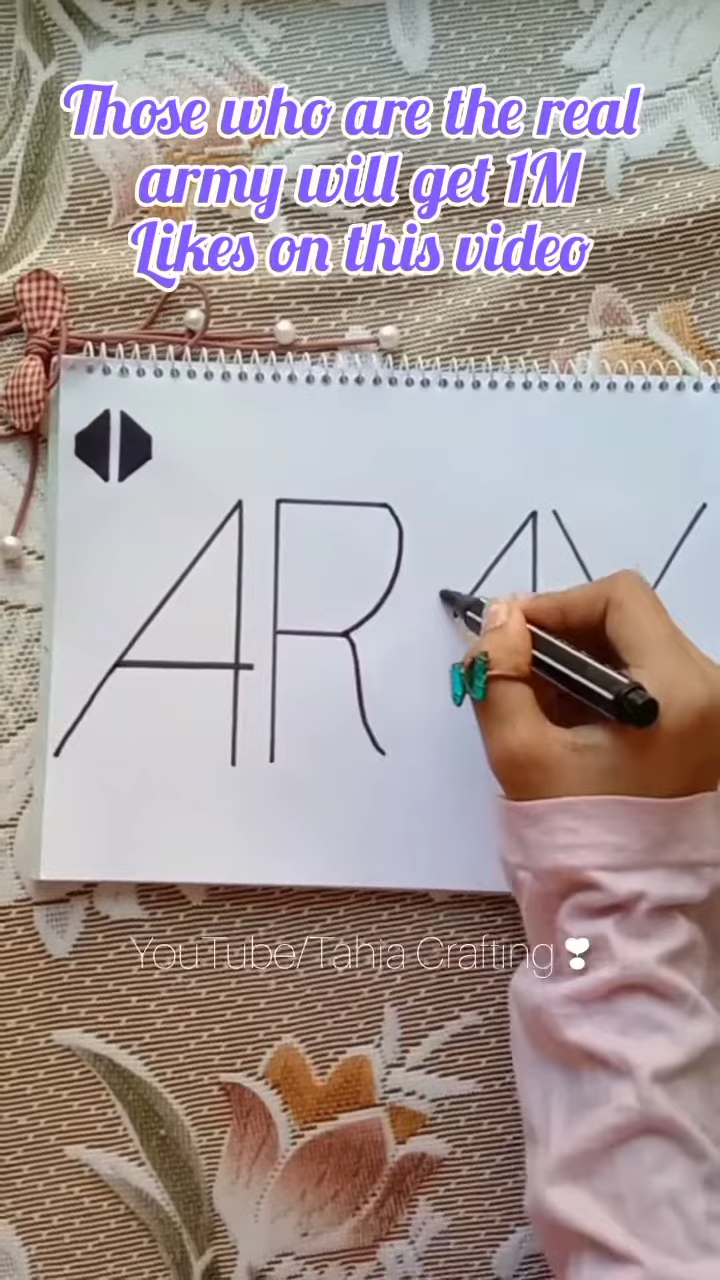 Those who are the real
army will get 1M
Likes on this video
AR
YouTube/Tahia Crafting❣